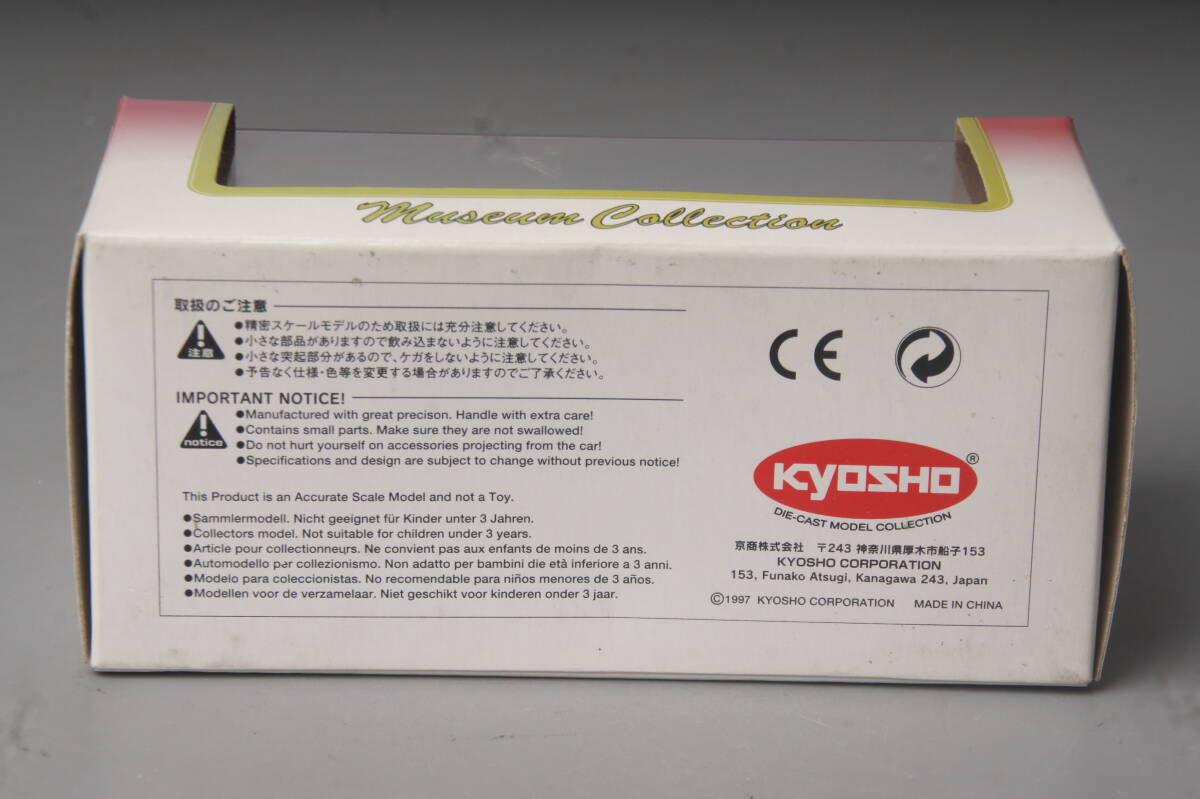 Museum Collection
取扱のご注意
注意
●精密スケールモデルのため取扱には充分注意してください。
●小さな部品がありますので飲み込まないように注意してください。
●小さな突起部分があるので、ケガをしないように注意してください。
●予告なく仕様・色等を変更する場合がありますのでご了承ください。
IMPORTANT NOTICE!
notice
●Manufactured with great precison. Handle with extra care!
●Contains small parts. Make sure they are not swallowed!
●Do not hurt yourself on accessories projecting from the car!
●Specifications and design are subject to change without previous notice!
This Product is an Accurate Scale Model and not a Toy.
●Sammlermodell. Nicht geeignet für Kinder unter 3 Jahren.
●Collectors model. Not suitable for children under 3 years.
●Article pour collectionneurs. Ne convient pas aux enfants de moins de 3 ans.
●Automodello per collezionismo. Non adatto per bambini die età inferiore a 3 anni.
●Modelo para coleccionistas. No recomendable para niños menores de 3 años.
●Modellen voor de verzamelaar. Niet geschikt voor kinderen onder 3 jaar.
CE
KYOSHO®
DIE-CAST MODEL COLLECTION
京商株式会社 〒243 神奈川県厚木市船子153
KYOSHO CORPORATION
153, Funako Atsugi, Kanagawa 243, Japan
©1997 KYOSHO CORPORATION MADE IN CHINA